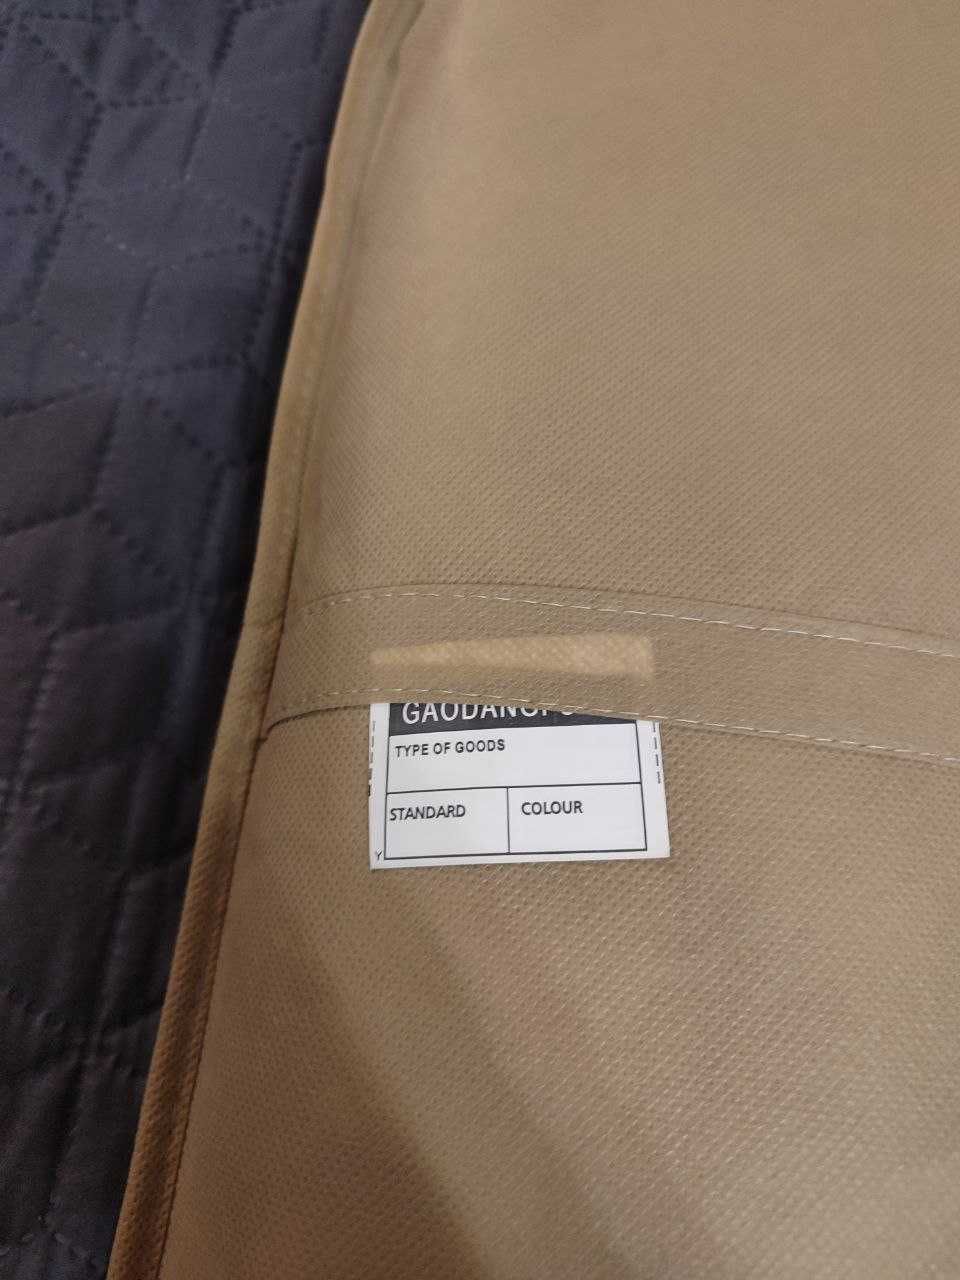 TYPE OF GOODS
STANDARD
COLOUR
Y